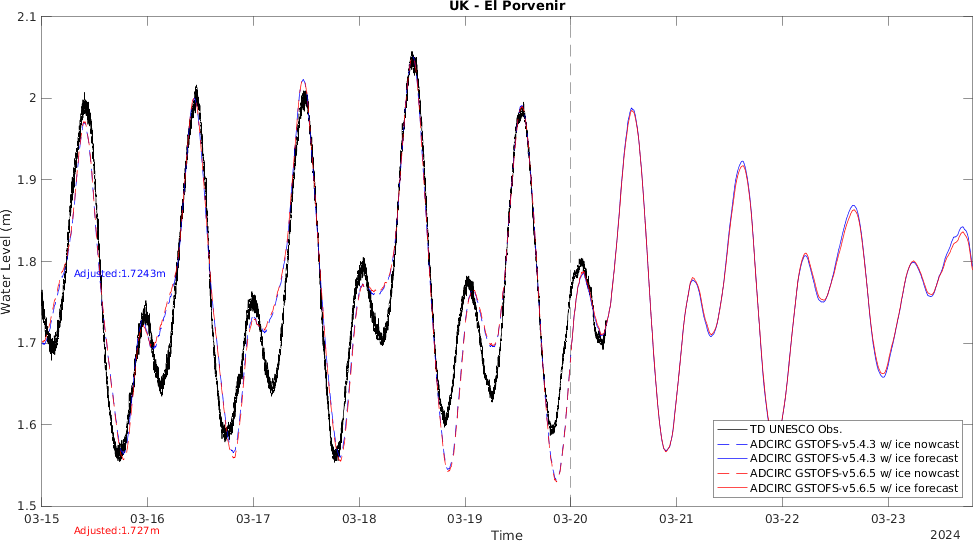 UK - El Porvenir
2.1
2
1.9
1.8
1.7
1.6
1.5
Water Level (m)
Adjusted:1.7243m
TD UNESCO Obs.
ADCIRC GSTOFS-v5.4.3 w/ ice nowcast
ADCIRC GSTOFS-v5.4.3 w/ ice forecast
ADCIRC GSTOFS-v5.6.5 w/ ice nowcast
ADCIRC GSTOFS-v5.6.5 w/ ice forecast
03-15 03-16 03-17 03-18 03-19 03-20 03-21 03-22 03-23
Adjusted:1.727m
Time
2024